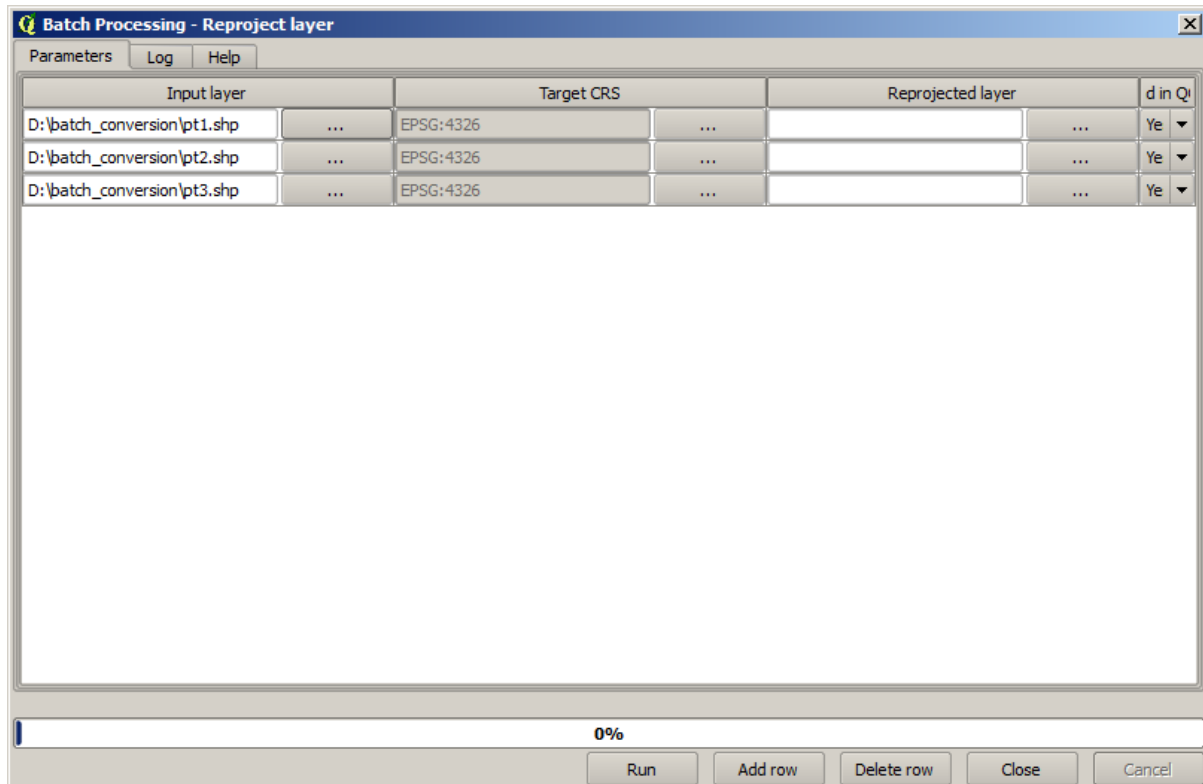 Batch Processing - Reproject layer
Parameters Log Help
Input layer Target CRS Reprojected layer d in Q
D:\batch_conversion\pt1.shp ... EPSG:4326 ... ... Ye
D:\batch_conversion\pt2.shp ... EPSG:4326 ... ... Ye
D:\batch_conversion\pt3.shp ... EPSG:4326 ... ... Ye
0%
Run Add row Delete row Close Cancel